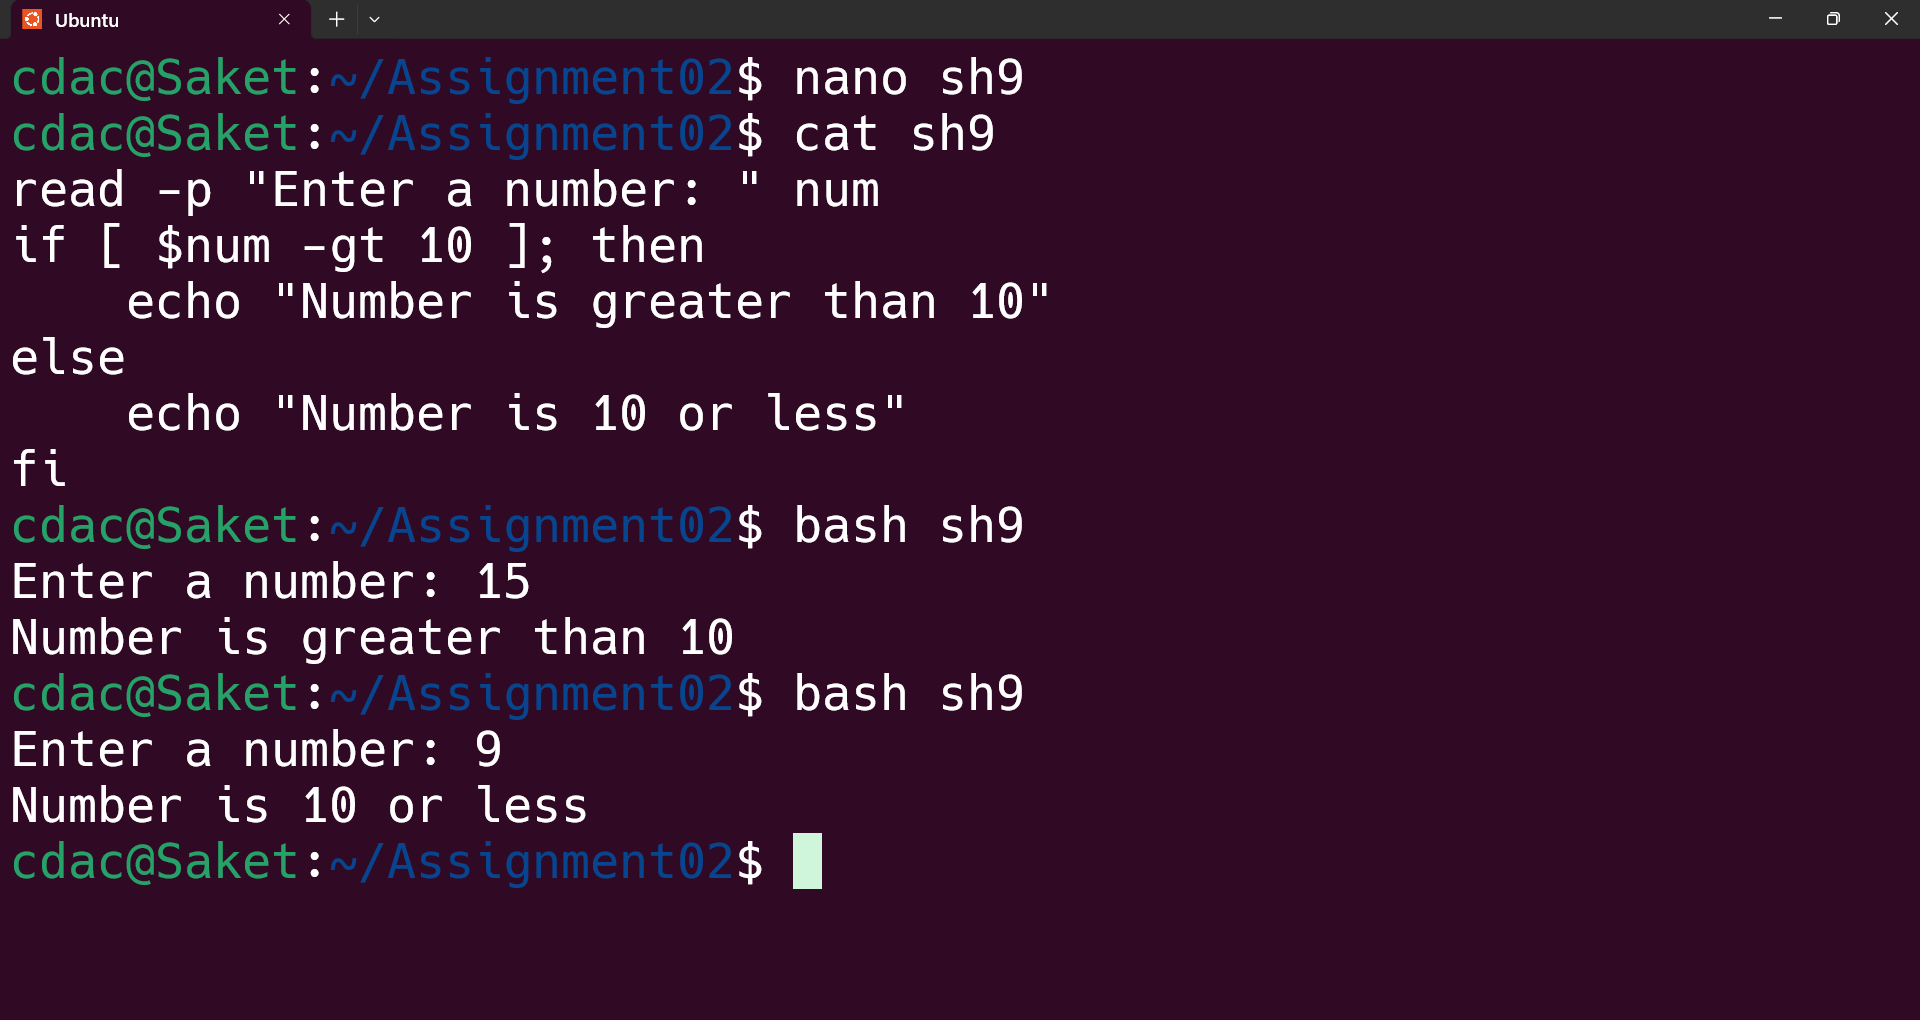 Ubuntu
cdac@Saket:~/Assignment02$ nano sh9
cdac@Saket:~/Assignment02$ cat sh9
read -p "Enter a number: " num
if [ $num -gt 10 ]; then
    echo "Number is greater than 10"
else
    echo "Number is 10 or less"
fi
cdac@Saket:~/Assignment02$ bash sh9
Enter a number: 15
Number is greater than 10
cdac@Saket:~/Assignment02$ bash sh9
Enter a number: 9
Number is 10 or less
cdac@Saket:~/Assignment02$